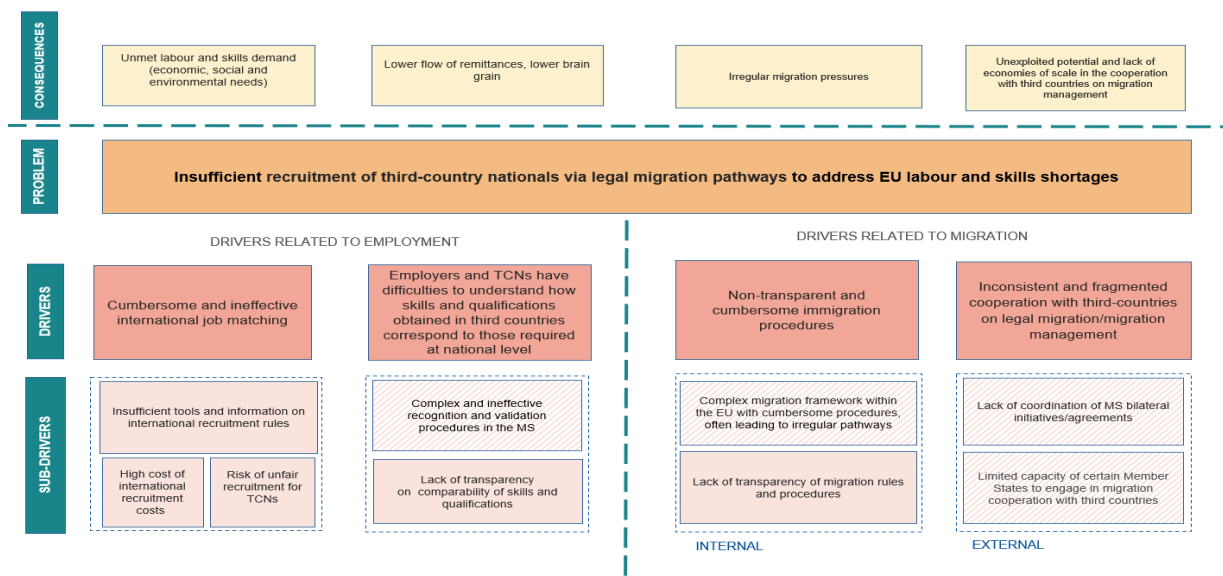 CONSEQUENCES
Unmet labour and skills demand
(economic, social and
environmental needs)
Lower flow of remittances, lower brain
grain
Irregular migration pressures
Unexploited potential and lack of
economies of scale in the cooperation
with third countries on migration
management
PROBLEM
Insufficient recruitment of third-country nationals via legal migration pathways to address EU labour and skills shortages
DRIVERS RELATED TO EMPLOYMENT
DRIVERS RELATED TO MIGRATION
DRIVERS
Cumbersome and ineffective
international job matching
Employers and TCNs have
difficulties to understand how
skills and qualifications
obtained in third countries
correspond to those required
at national level
Non-transparent and
cumbersome immigration
procedures
Inconsistent and fragmented
cooperation with third-countries
on legal migration/migration
management
SUB-DRIVERS
Insufficient tools and information on
international recruitment rules
High cost of
international
recruitment
costs
Risk of unfair
recruitment for
TCNs
Complex and ineffective
recognition and validation
procedures in the MS
Lack of transparency
on comparability of skills and
qualifications
Complex migration framework within
the EU with cumbersome procedures,
often leading to irregular pathways
Lack of transparency of migration rules
and procedures
Lack of coordination of MS bilateral
initiatives/agreements
Limited capacity of certain Member
States to engage in migration
cooperation with third countries
INTERNAL
EXTERNAL